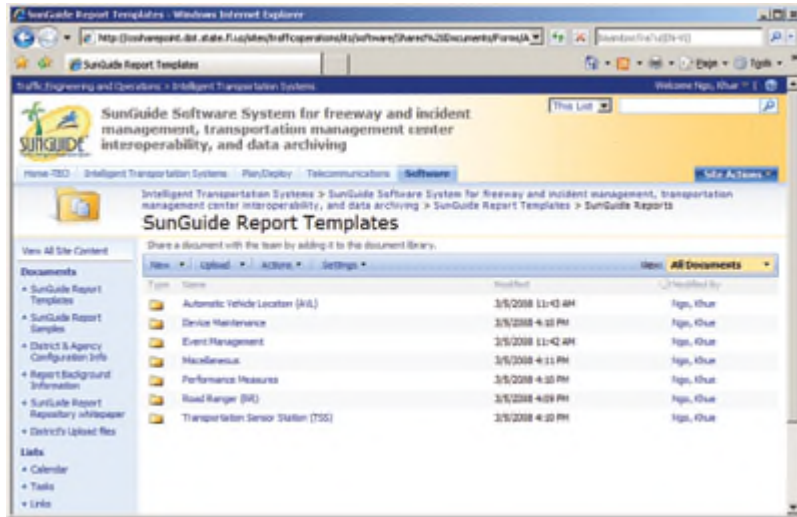 SunGuide Report Templates - Windows Internet Explorer
SunGuide Report Templates
Page Tools
Traffic Engineering and Operations > Intelligent Transportation Systems
Welcome Ngo, Khue
SUNGUIDE
SunGuide Software System for freeway and incident
management, transportation management center
interoperability, and data archiving
This List
Home-TEO Intelligent Transportation Systems Plan/Deploy Telecommunications Software
Site Actions
Intelligent Transportation Systems > SunGuide Software System for freeway and incident management, transportation
management center interoperability, and data archiving > SunGuide Report Templates > SunGuide Reports
SunGuide Report Templates
View All Site Content
Share a document with the team by adding it to the document library.
New Upload Actions Settings
View: All Documents
Type Name Modified Modified By
Automatic Vehicle Location (AVL) 3/5/2008 11:43 AM Ngo, Khue
Device Maintenance 3/5/2008 4:10 PM Ngo, Khue
Event Management 3/5/2008 11:42 AM Ngo, Khue
Miscellaneous 3/5/2008 4:11 PM Ngo, Khue
Performance Measures 3/5/2008 4:10 PM Ngo, Khue
Road Ranger (RR) 3/5/2008 4:09 PM Ngo, Khue
Transportation Sensor Station (TSS) 3/5/2008 4:10 PM Ngo, Khue
Documents
SunGuide Report
Templates
SunGuide Report
Samples
District & Agency
Configuration Info
Report Background
Information
SunGuide Report
Repository whitepaper
District's Upload files
Lists
Calendar
Tasks
Links